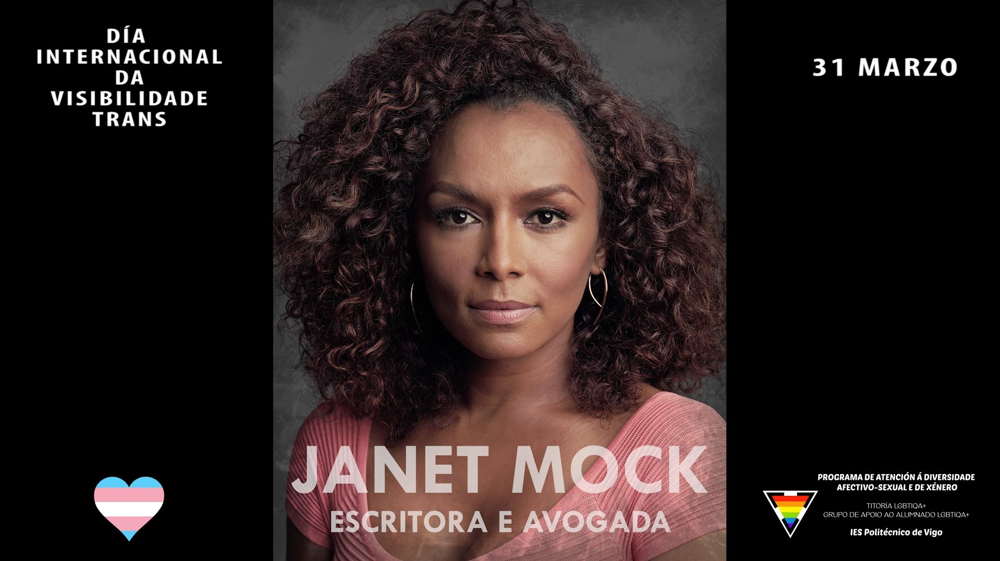 DÍA
INTERNACIONAL
DA
VISIBILIDADE
TRANS
31 MARZO
JANET MOCK
ESCRITORA E AVOGADA
PROGRAMA DE ATENCIÓN Á DIVERSIDADE
AFECTIVO-SEXUAL E DE XÉNERO
TITORÍA LGBTIQA+
GRUPO DE APOIO AO ALUMNADO LGBTIQA+
IES Politécnico de Vigo